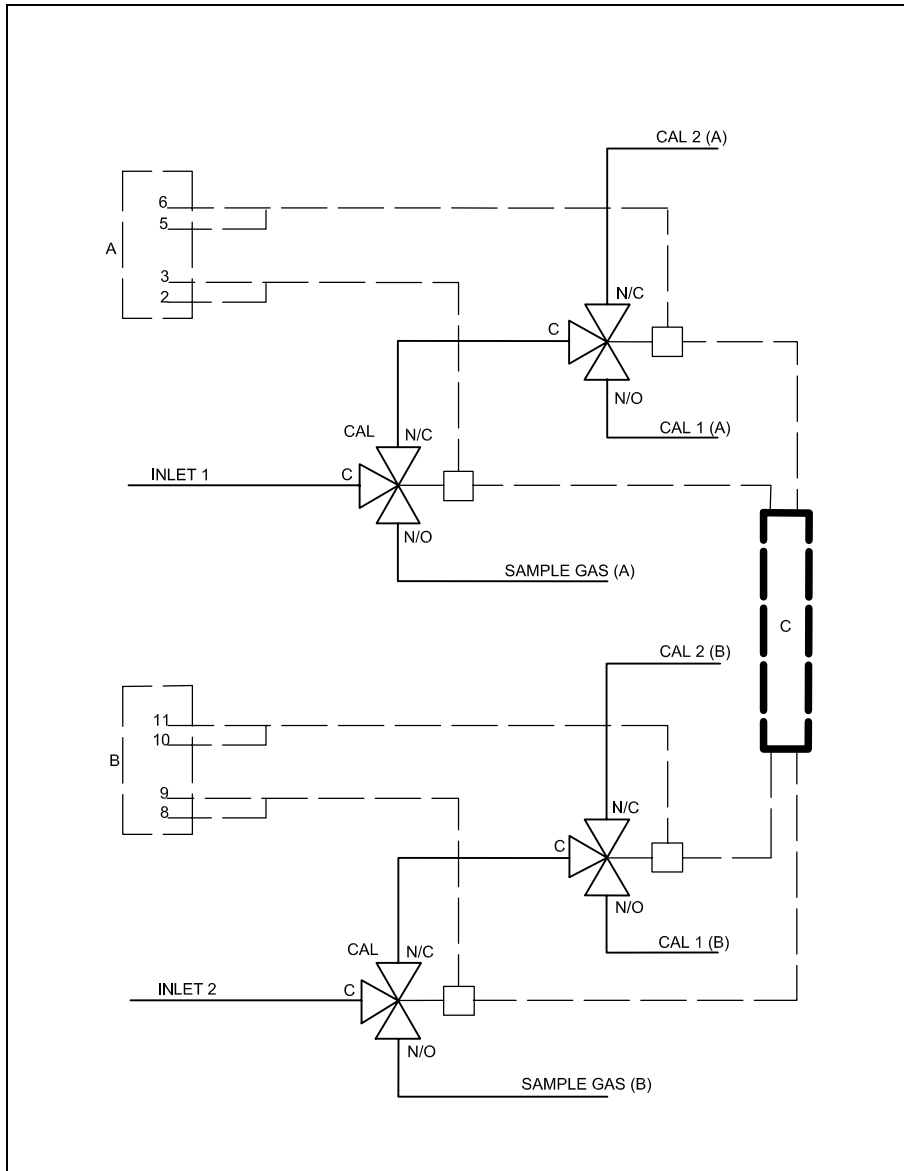 CAL 2 (A)
6
5
A
3
2
N/C
C
N/O
CAL N/C
CAL 1 (A)
INLET 1
C
N/O
SAMPLE GAS (A)
C
CAL 2 (B)
11
10
B
9
8
N/C
C
N/O
CAL N/C
CAL 1 (B)
INLET 2
C
N/O
SAMPLE GAS (B)